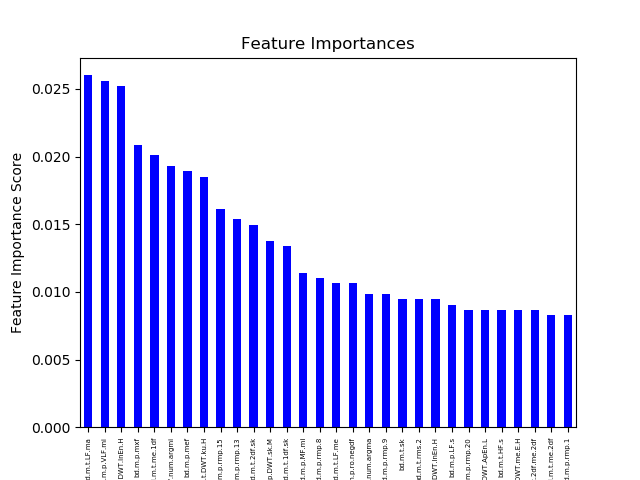 Feature Importances
Feature Importance Score
0.025
0.020
0.015
0.010
0.005
0.000
d.m.t.LF.ma
.m.p.VLF.mi
DWT.InEn.H
bd.m.p.mxf
.m.t.me.1df
.num.argmi
bd.m.p.mef
.t.DWT.ku.H
m.p.rmp.15
m.p.rmp.13
d.m.t.2df.sk
p.DWT.sk.M
d.m.t.1df.sk
d.m.p.MF.mi
d.m.p.rmp.8
d.m.t.LF.me
.p.ro.negdf
.num.argma
d.m.p.rmp.9
bd.m.t.sk
d.m.t.rms.2
DWT.InEn.H
bd.m.p.LF.s
m.p.rmp.20
DWT.ApEn.L
bd.m.t.HF.s
DWT.me.E.H
.2df.me.2df
.m.t.me.2df
d.m.p.rmp.1